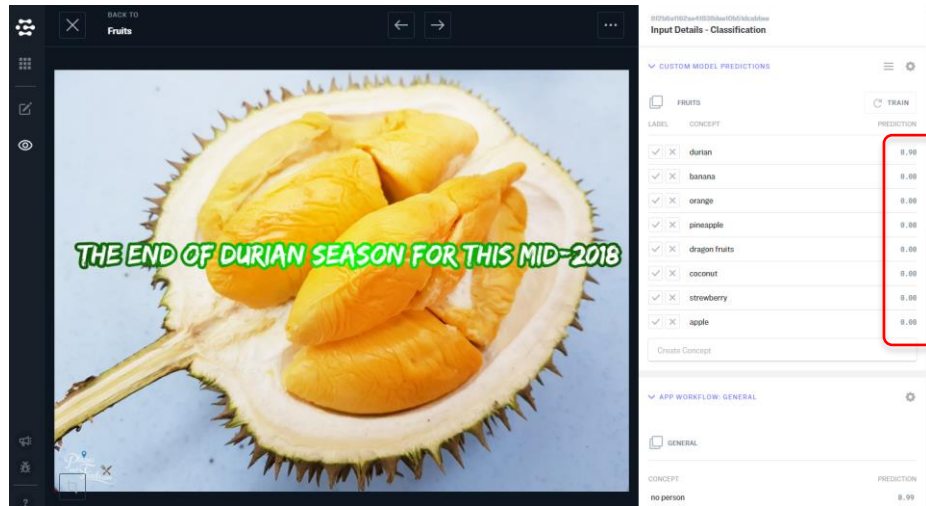 BACK TO
Fruits
THE END OF DURIAN SEASON FOR THIS MID-2018
Input Details - Classification
CUSTOM MODEL PREDICTIONS
FRUITS
TRAIN
LABEL CONCEPT PREDICTION
durian 0.98
banana 0.00
orange 0.00
pineapple 0.00
dragon fruits 0.00
coconut 0.00
strewberry 0.00
apple 0.00
Create Concept
APP WORKFLOW: GENERAL
GENERAL
CONCEPT PREDICTION
no person 0.99